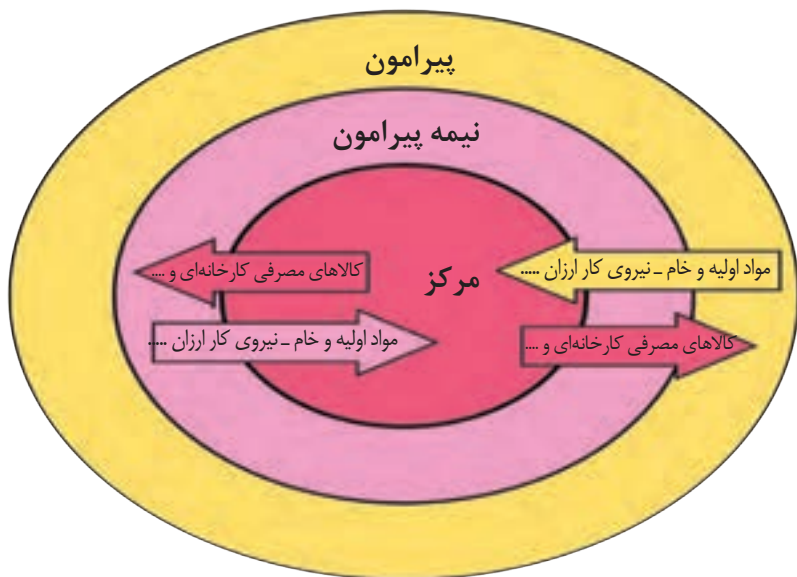 پیرامون
نیمه پیرامون
مواد اولیه و خام ـ نیروی کار ارزان .....
کالاهای مصرفی کارخانه‌ای و ....
مرکز
مواد اولیه و خام ـ نیروی کار ارزان .....
کالاهای مصرفی کارخانه‌ای و ....